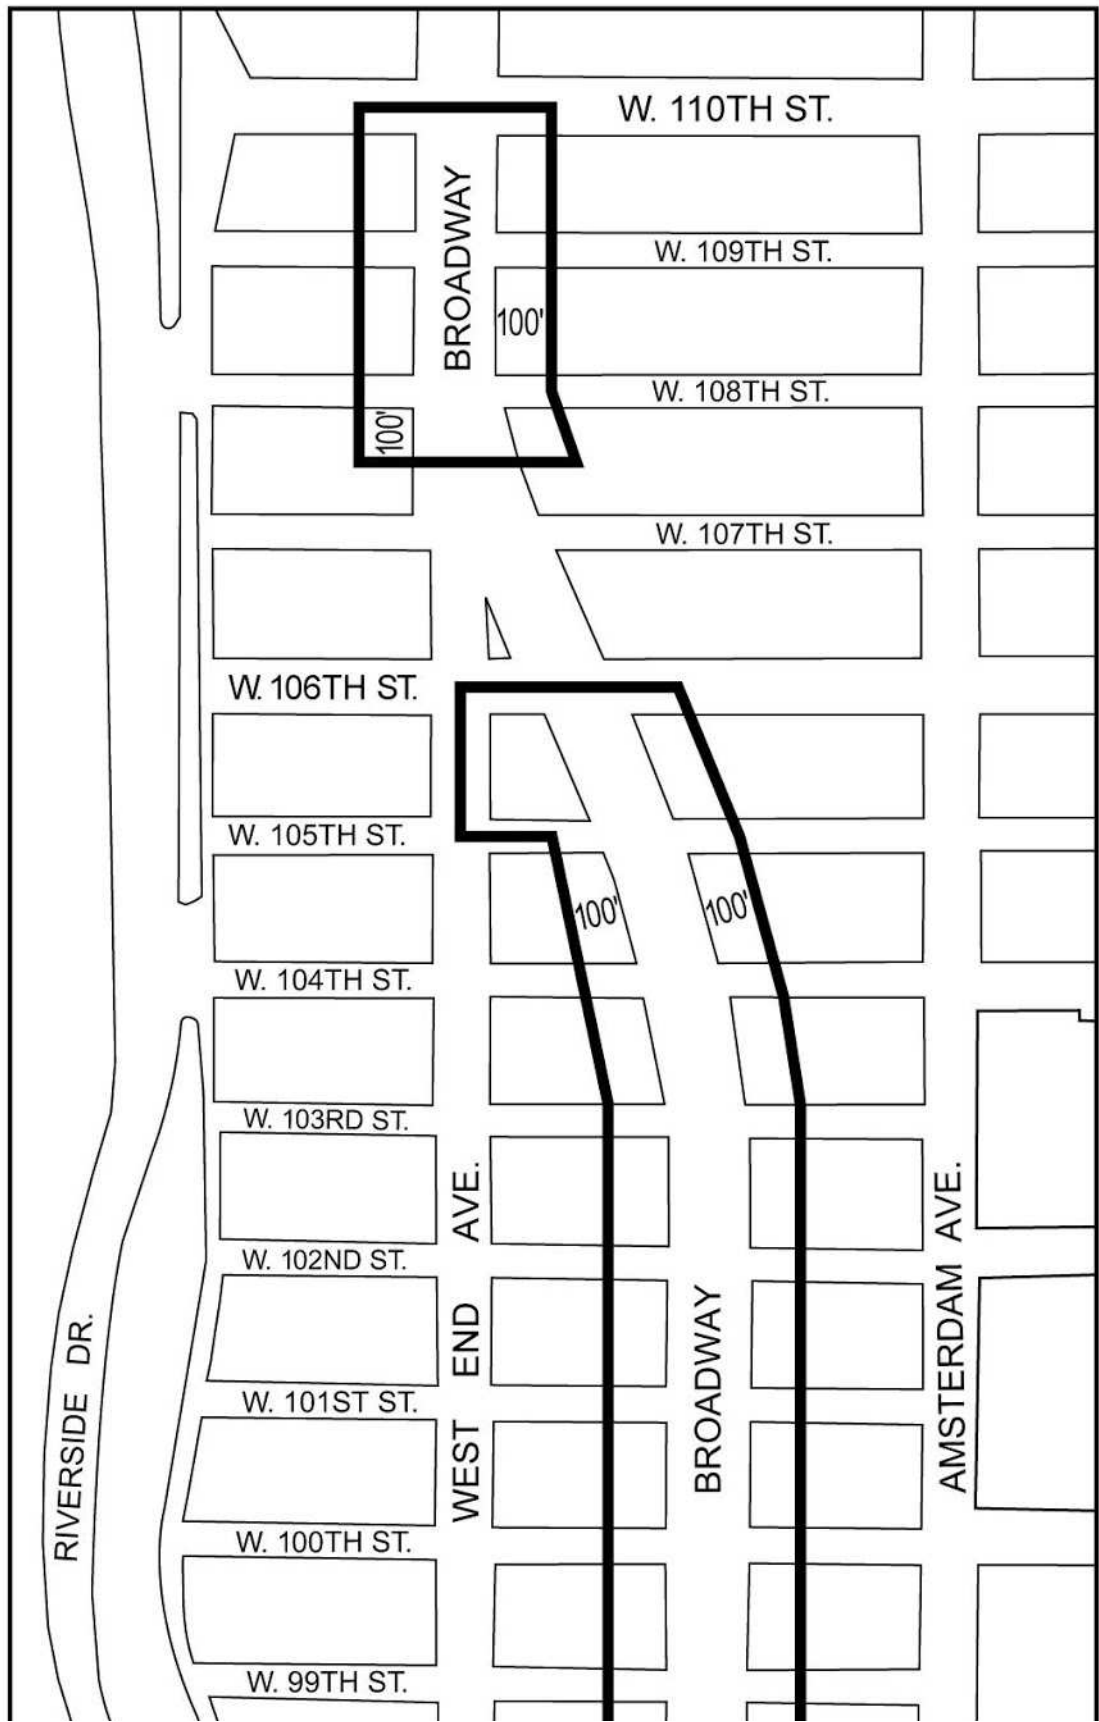 W. 110TH ST.
BROADWAY
W. 109TH ST.
100'
W. 108TH ST.
100'
W. 107TH ST.
W. 106TH ST.
W. 105TH ST.
100'
100'
W. 104TH ST.
W. 103RD ST.
W. 102ND ST.
W. 101ST ST.
W. 100TH ST.
W. 99TH ST.
RIVERSIDE DR.
WEST END AVE.
BROADWAY
AMSTERDAM AVE.